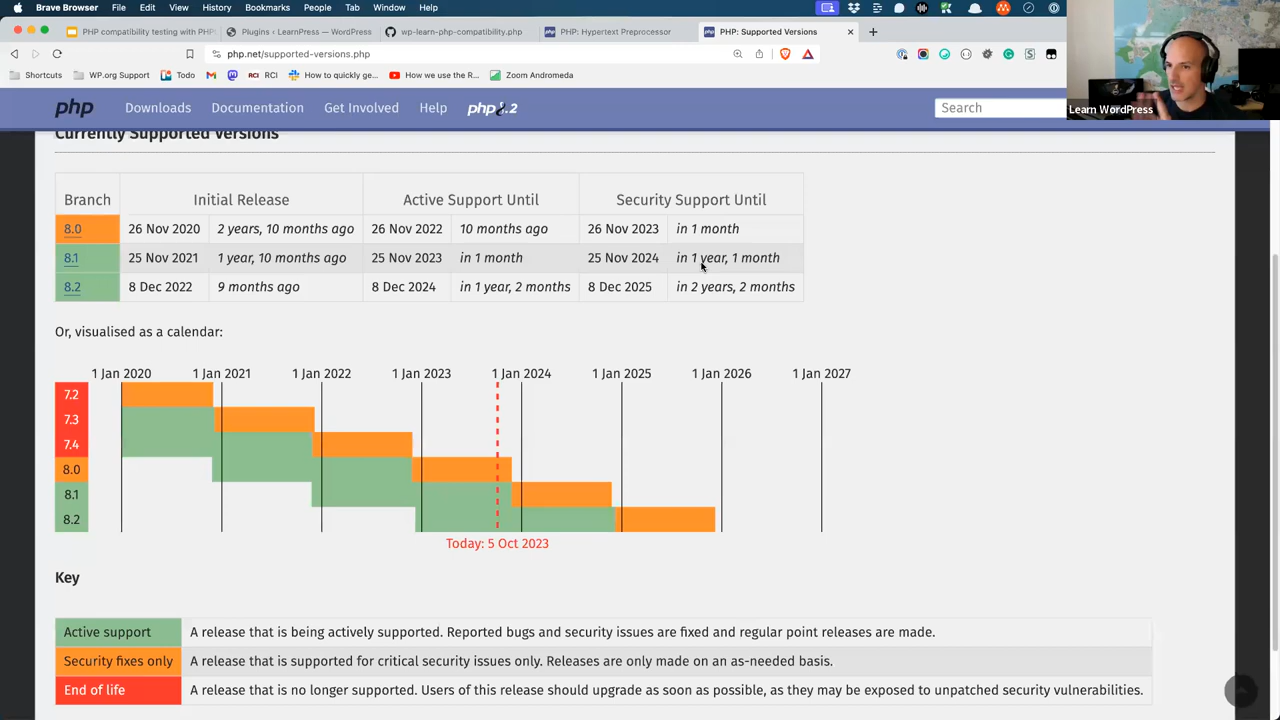 Brave Browser File Edit View History Bookmarks People Tab Window Help
PHP compatibility testing with PHP
Plugins ‹ LearnPress — WordPress
wp-learn-php-compatibility.php
PHP: Hypertext Preprocessor
PHP: Supported Versions
php.net/supported-versions.php
Shortcuts WP.org Support Todo RCI RCI How to quickly ge... How we use the R... Zoom Andromeda
Learn WordPress
php Downloads Documentation Get Involved Help php8.2 Search
Currently Supported Versions
Branch Initial Release Active Support Until Security Support Until
8.0 26 Nov 2020 2 years, 10 months ago 26 Nov 2022 10 months ago 26 Nov 2023 in 1 month
8.1 25 Nov 2021 1 year, 10 months ago 25 Nov 2023 in 1 month 25 Nov 2024 in 1 year, 1 month
8.2 8 Dec 2022 9 months ago 8 Dec 2024 in 1 year, 2 months 8 Dec 2025 in 2 years, 2 months
Or, visualised as a calendar:
1 Jan 2020 1 Jan 2021 1 Jan 2022 1 Jan 2023 1 Jan 2024 1 Jan 2025 1 Jan 2026 1 Jan 2027
7.2
7.3
7.4
8.0
8.1
8.2
Today: 5 Oct 2023
Key
Active support A release that is being actively supported. Reported bugs and security issues are fixed and regular point releases are made.
Security fixes only A release that is supported for critical security issues only. Releases are only made on an as-needed basis.
End of life A release that is no longer supported. Users of this release should upgrade as soon as possible, as they may be exposed to unpatched security vulnerabilities.